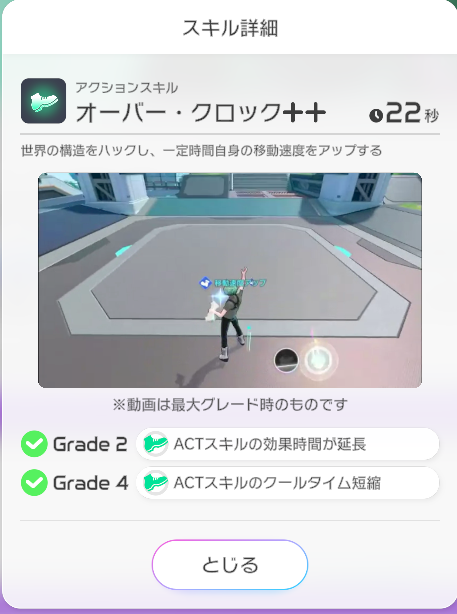 スキル詳細
アクションスキル
オーバー・クロック++
22秒
世界の構造をハックし、一定時間自身の移動速度をアップする
移動速度アップ
※動画は最大グレード時のものです
Grade 2 ACTスキルの効果時間が延長
Grade 4 ACTスキルのクールタイム短縮
とじる